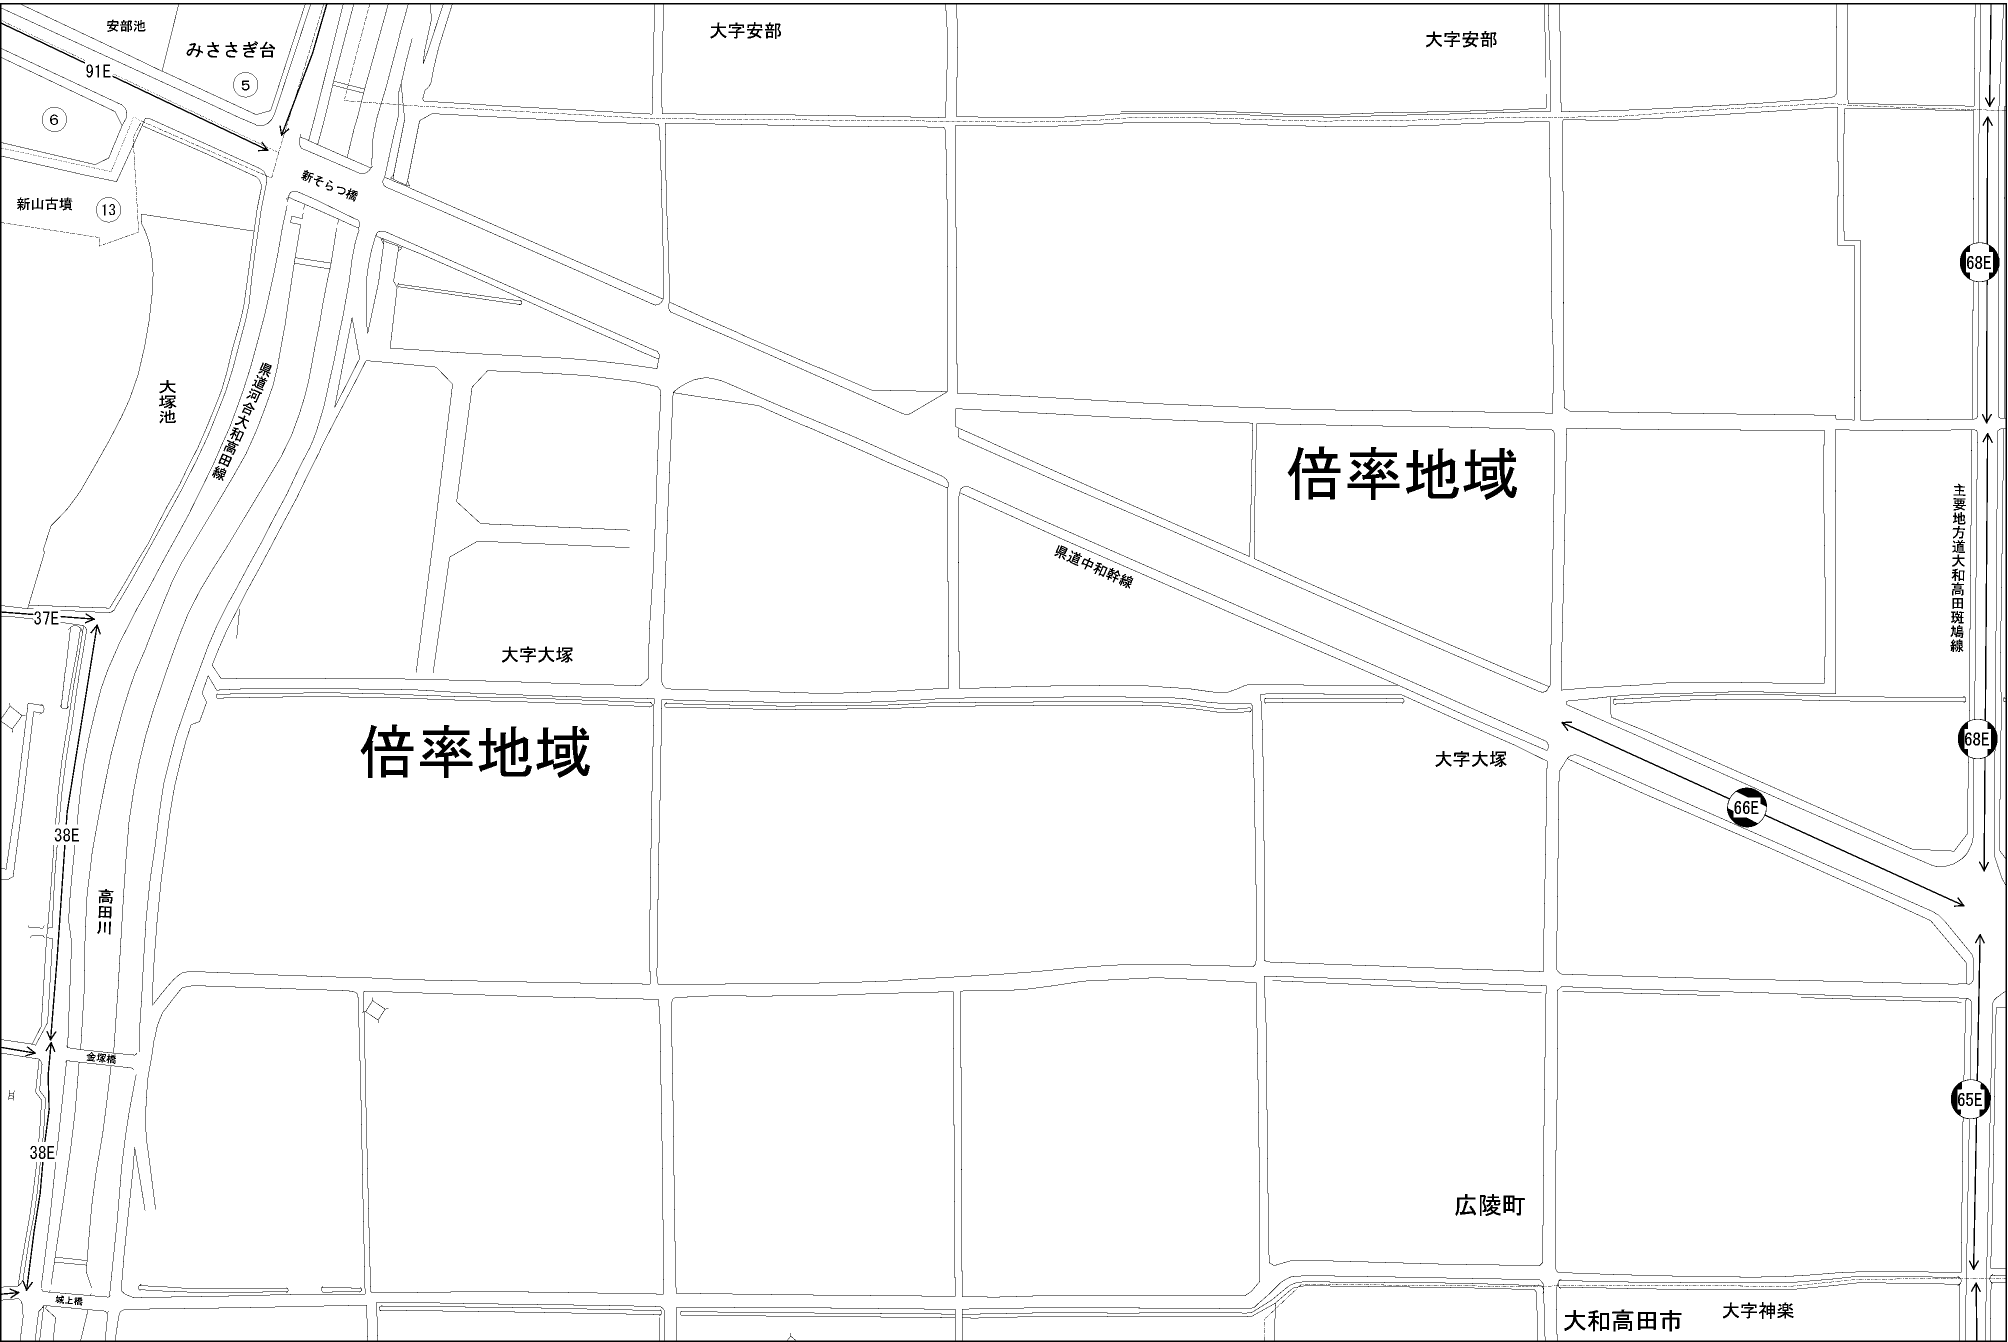 安部池
みささぎ台
大字安部
大字安部
91E
5
6
新そらつ橋
新山古墳
13
68E
県道河合大和高田線
大塚池
倍率地域
主要地方道大和高田斑鳩線
県道中和幹線
37E
大字大塚
倍率地域
68E
大字大塚
66E
38E
高田川
金塚橋
65E
38E
広陵町
城上橋
大和高田市
大字神楽